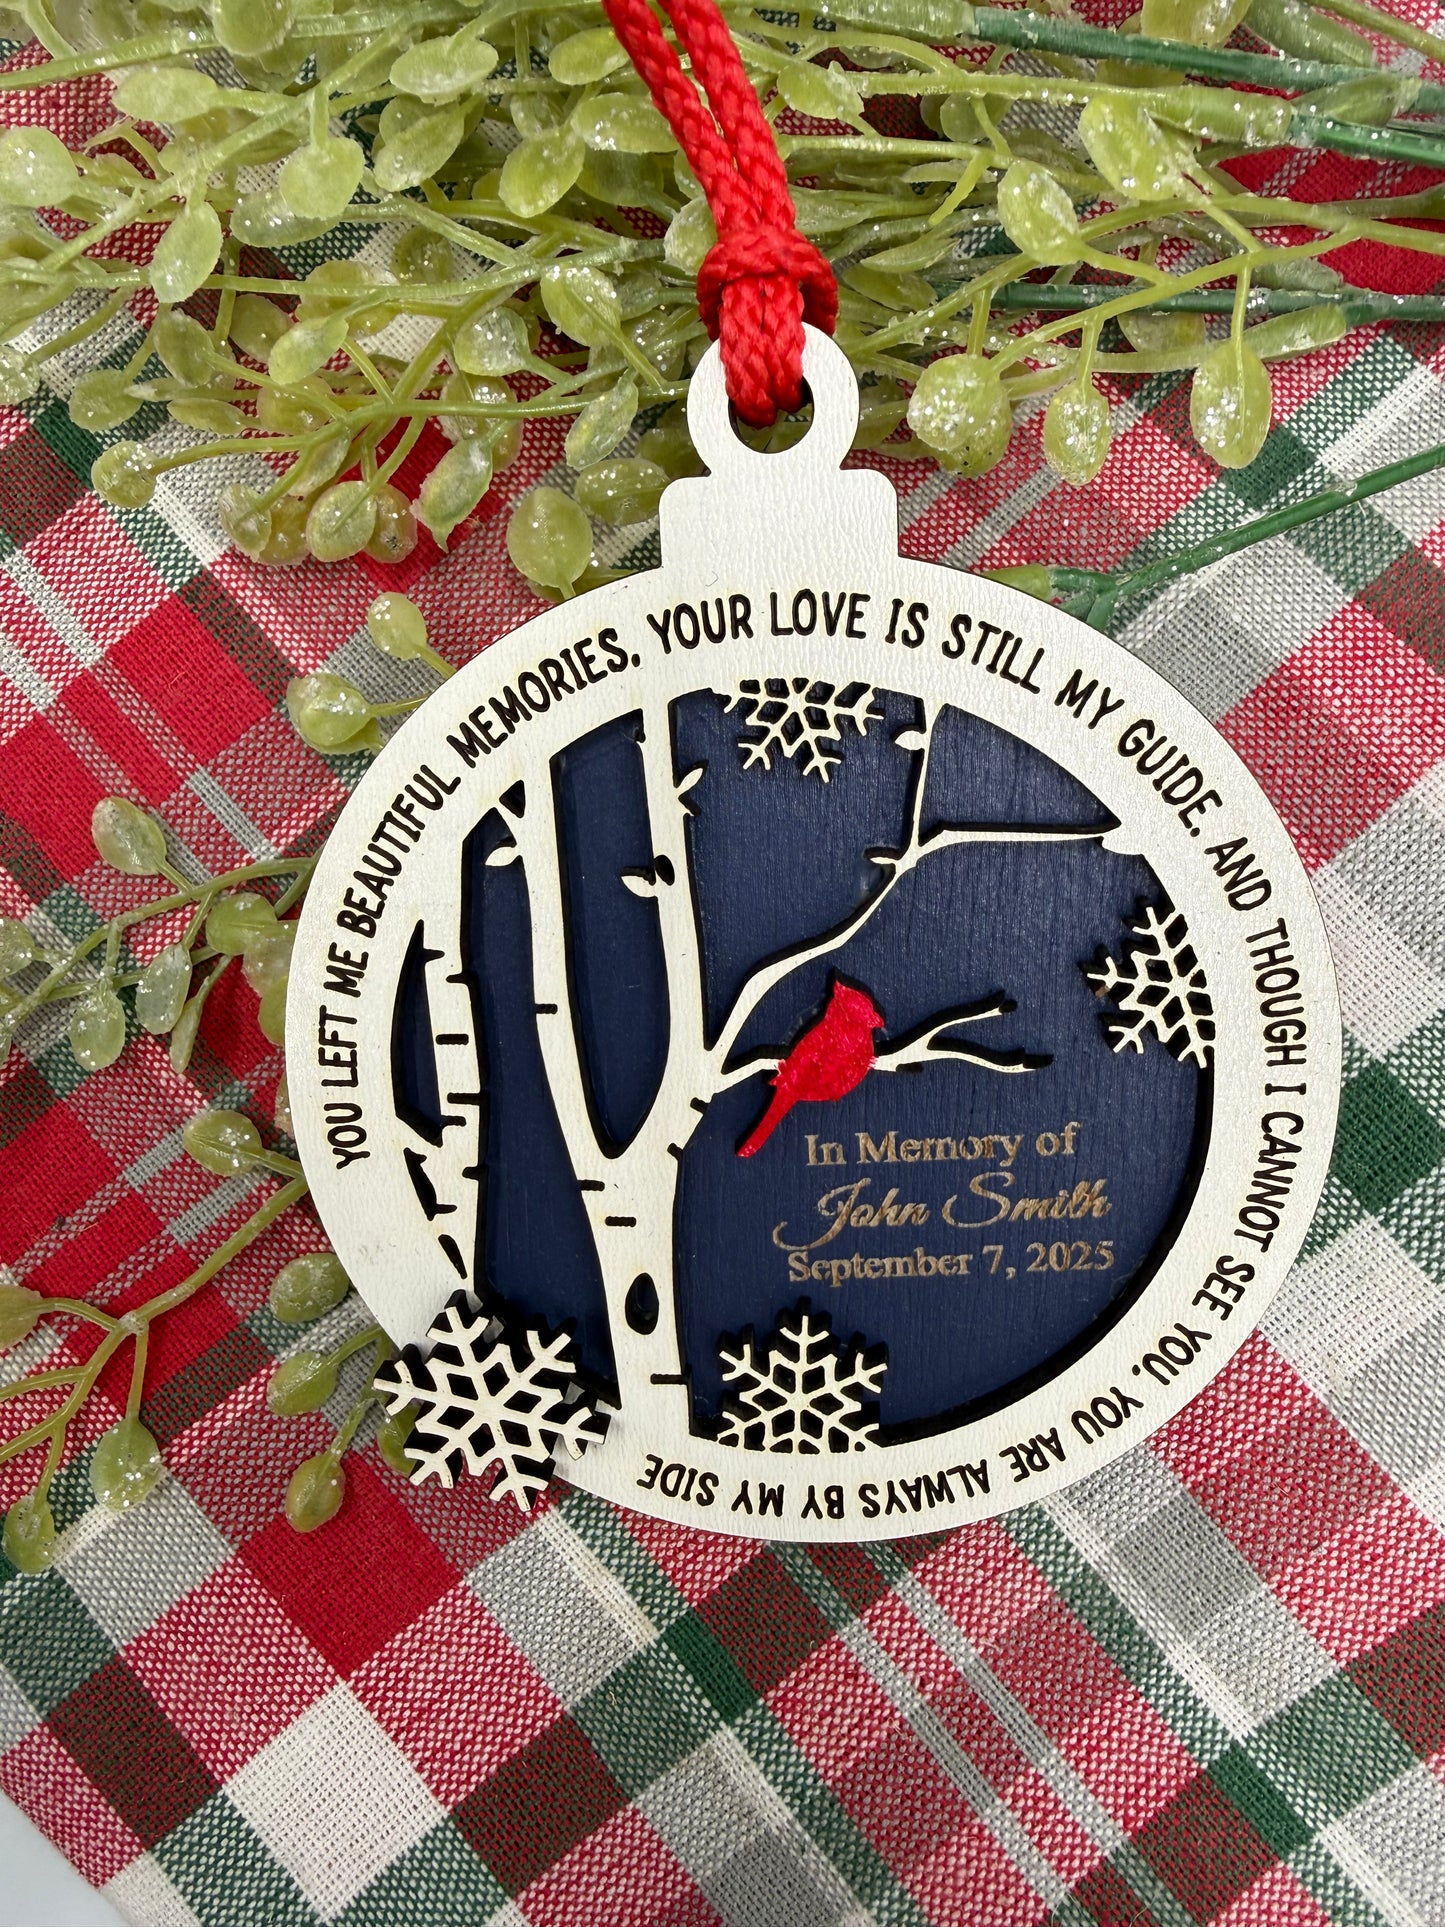 YOU LEFT ME BEAUTIFUL MEMORIES. YOUR LOVE IS STILL MY GUIDE. AND THOUGH I CANNOT SEE YOU! YOU ARE ALWAYS BY MY SIDE
In Memory of
John Smith
September 7, 2025